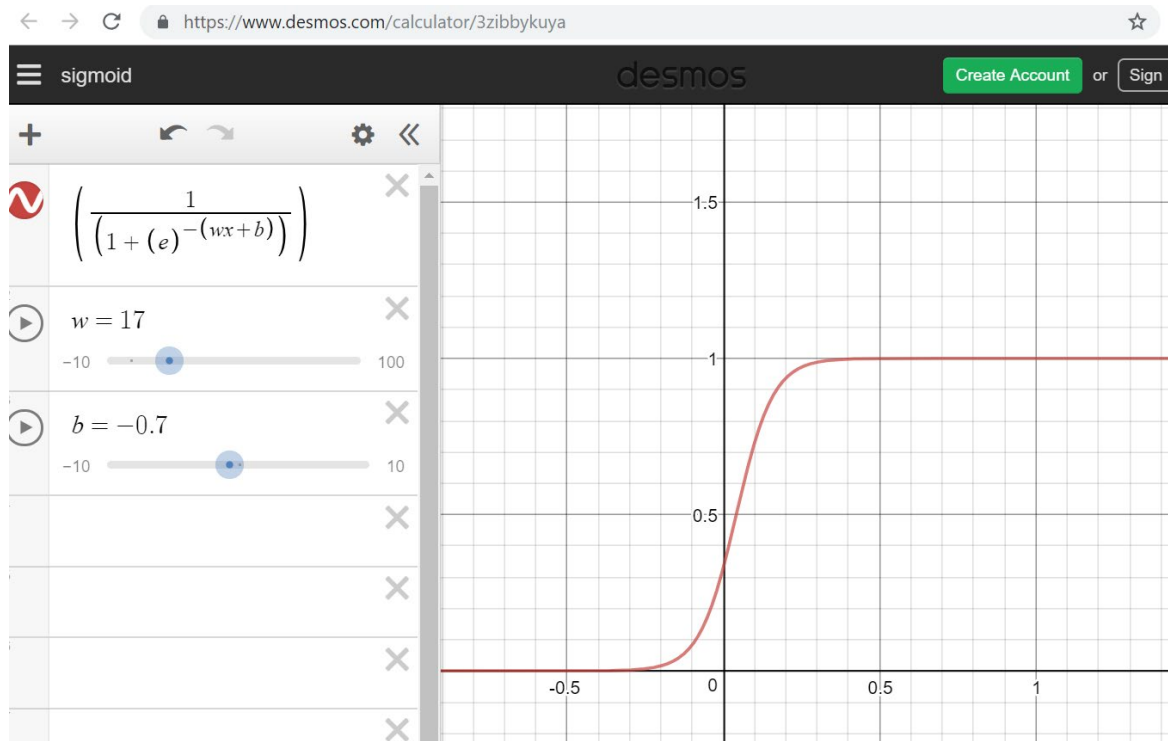 https://www.desmos.com/calculator/3zibbykuya
sigmoid desmos Create Account or Sign
1
(1 + (e)^-(wx+b))
w = 17
-10 100
b = -0.7
-10 10
1.5
1
0.5
-0.5 0 0.5 1